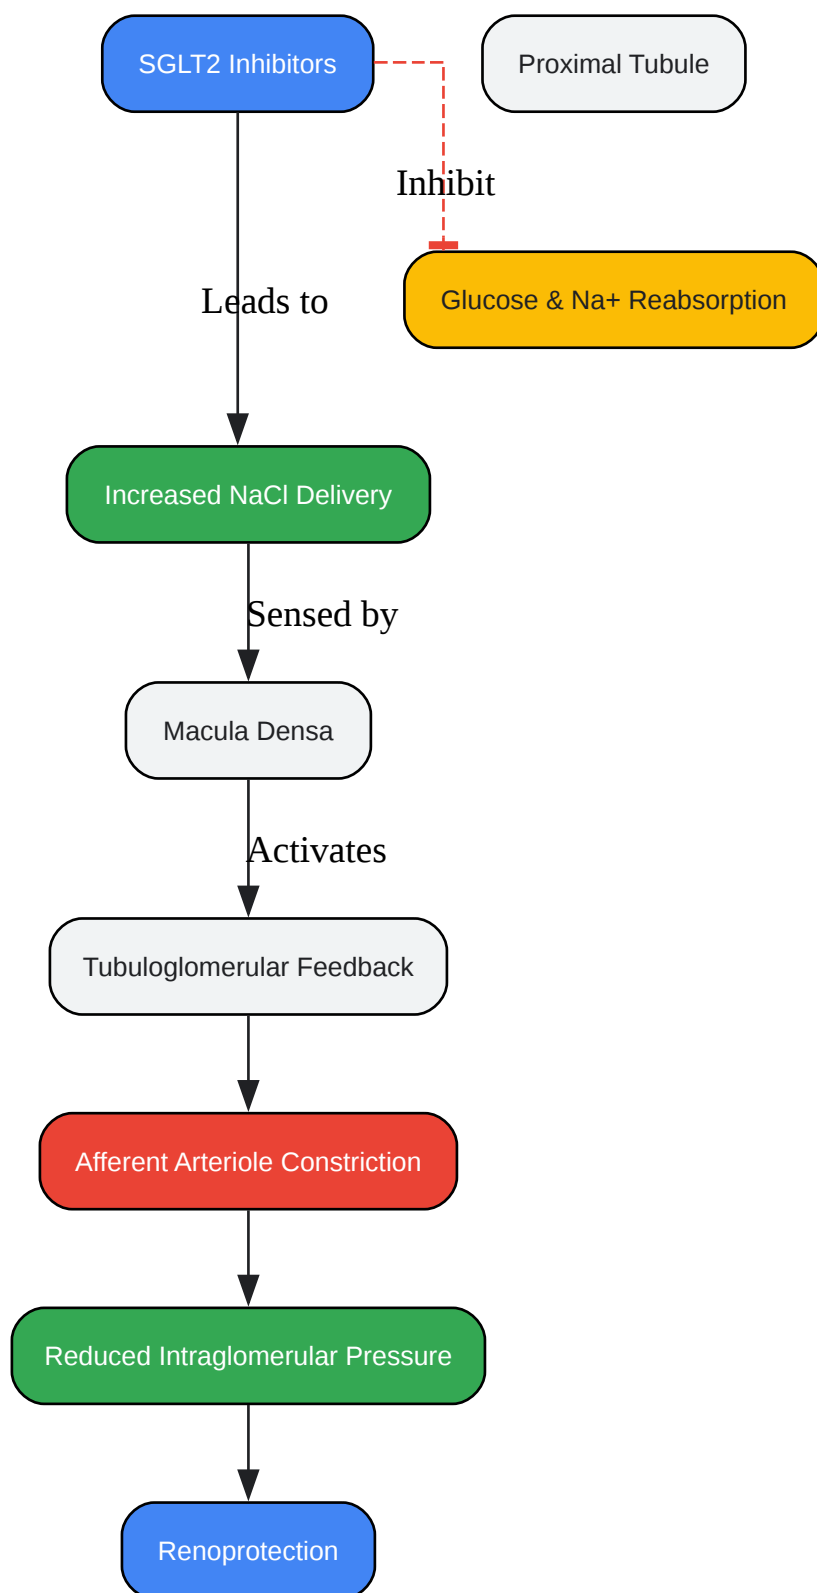 SGLT2 Inhibitors
Proximal Tubule
Inhibit
Glucose & Na+ Reabsorption
Leads to
Increased NaCl Delivery
Sensed by
Macula Densa
Activates
Tubuloglomerular Feedback
Afferent Arteriole Constriction
Reduced Intraglomerular Pressure
Renoprotection